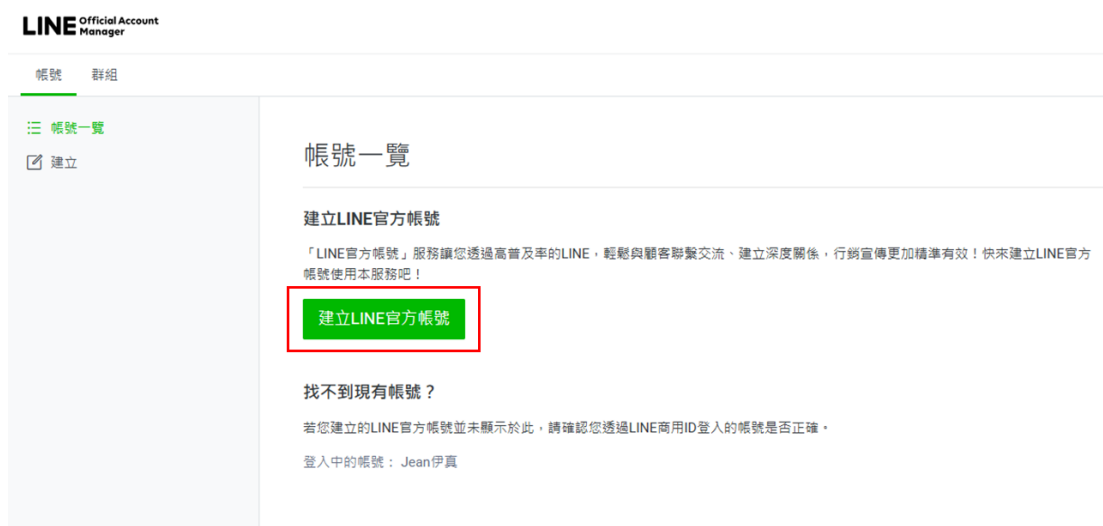 LINE Official Account Manager
帳號 群組
帳號一覽
建立
帳號一覽
建立LINE官方帳號
「LINE官方帳號」服務讓您透過高普及率的LINE，輕鬆與顧客聯繫交流、建立深度關係，行銷宣傳更加精準有效！快來建立LINE官方
帳號使用本服務吧！
建立LINE官方帳號
找不到現有帳號？
若您建立的LINE官方帳號並未顯示於此，請確認您透過LINE商用ID登入的帳號是否正確。
登入中的帳號： Jean伊真